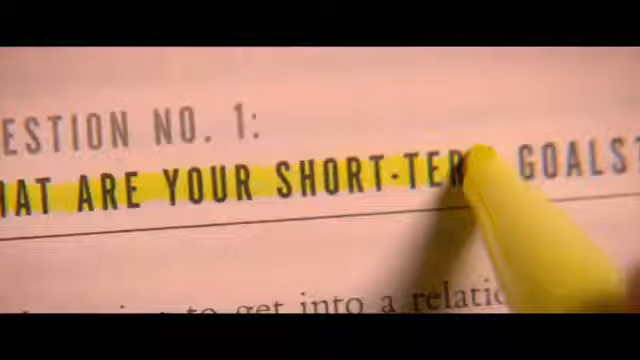 ESTION NO. 1:
HAT ARE YOUR SHORT-TER GOALS?
to get into a relatio